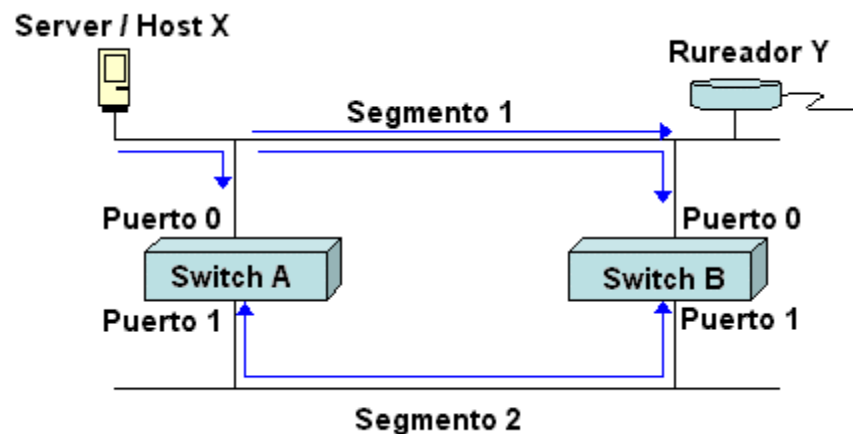 Server / Host X
Rureador Y
Segmento 1
Puerto 0
Puerto 0
Switch A
Switch B
Puerto 1
Puerto 1
Segmento 2